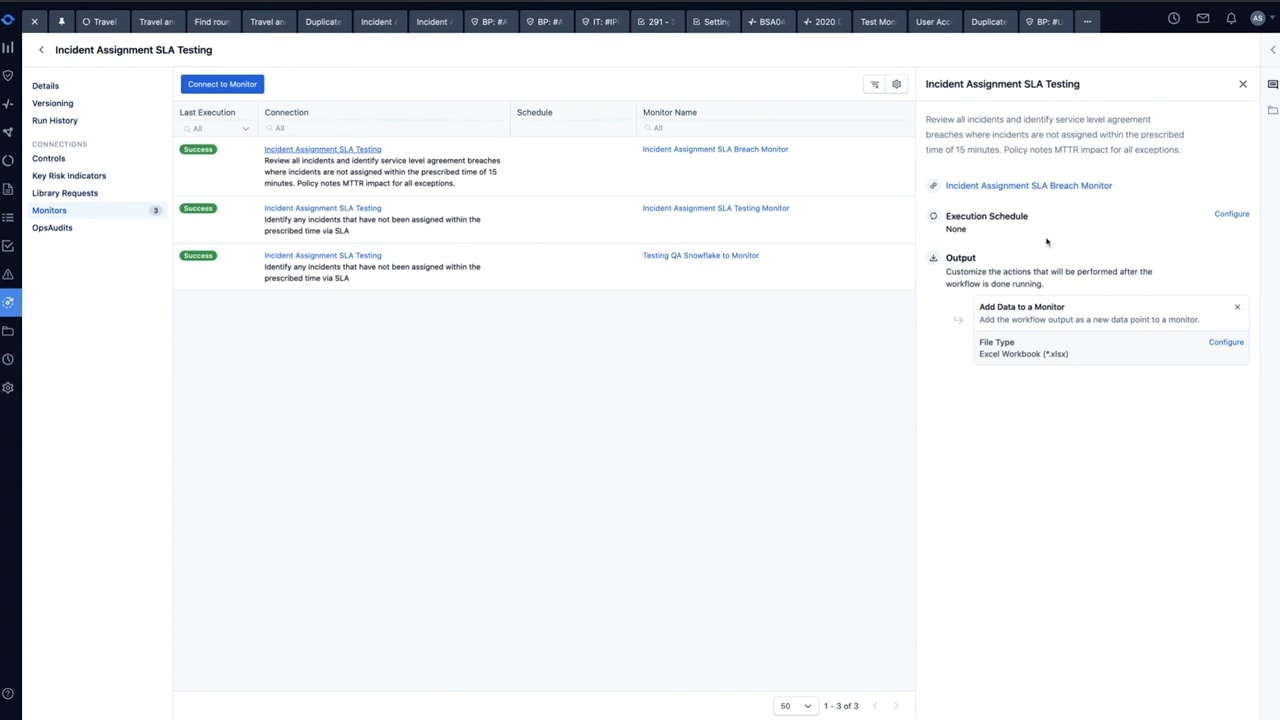 Travel
Travel an
Find roun
Travel an
Duplicate
Incident
Incident
BP: #A
BP: #A
IT: #IP
291 -
Setting
BSA04
2020
Test Mon
User Acc
Duplicate
BP: #U
...
AS
Incident Assignment SLA Testing
Details
Versioning
Run History
CONNECTIONS
Controls
Key Risk Indicators
Library Requests
Monitors 3
OpsAudits
Connect to Monitor
Last Execution Connection Schedule Monitor Name
All All All
Success Incident Assignment SLA Testing Incident Assignment SLA Breach Monitor
Review all incidents and identify service level agreement breaches
where incidents are not assigned within the prescribed time of 15
minutes. Policy notes MTTR impact for all exceptions.
Success Incident Assignment SLA Testing Incident Assignment SLA Testing Monitor
Identify any incidents that have not been assigned within the
prescribed time via SLA
Success Incident Assignment SLA Testing Testing QA Snowflake to Monitor
Identify any incidents that have not been assigned within the
prescribed time via SLA
50 1 - 3 of 3
Incident Assignment SLA Testing
Review all incidents and identify service level agreement
breaches where incidents are not assigned within the prescribed
time of 15 minutes. Policy notes MTTR impact for all exceptions.
Incident Assignment SLA Breach Monitor
Execution Schedule Configure
None
Output
Customize the actions that will be performed after the
workflow is done running.
Add Data to a Monitor
Add the workflow output as a new data point to a monitor.
File Type Configure
Excel Workbook (*.xlsx)